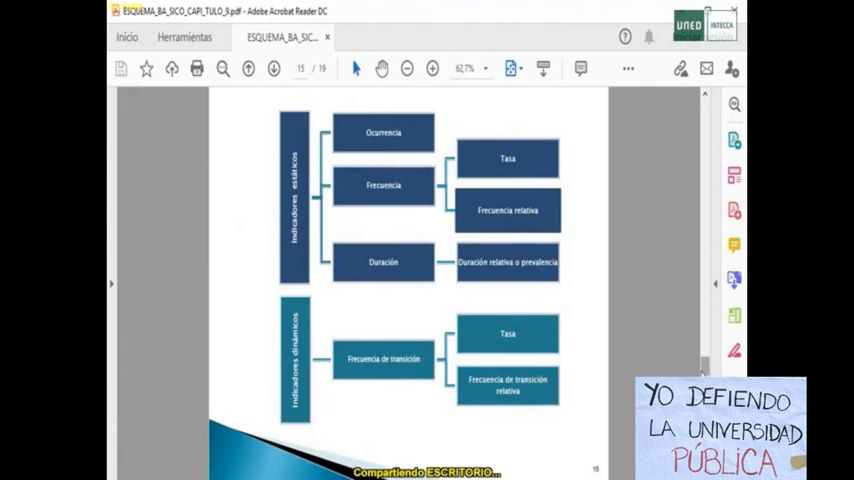 ESQUEMA_BA_SICO_CAPI_TULO_9.pdf - Adobe Acrobat Reader DC
UNED
INTECCA
Inicio
Herramientas
ESQUEMA_BA_SIC...
Iniciar sesión
15 / 19
62,7%
Indicadores estáticos
Ocurrencia
Frecuencia
Tasa
Frecuencia relativa
Duración
Duración relativa o prevalencia
Indicadores dinámicos
Frecuencia de transición
Tasa
Frecuencia de transición
relativa
15
Compartiendo ESCRITORIO...
YO DEFIENDO
LA UNIVERSIDAD
PÚBLICA